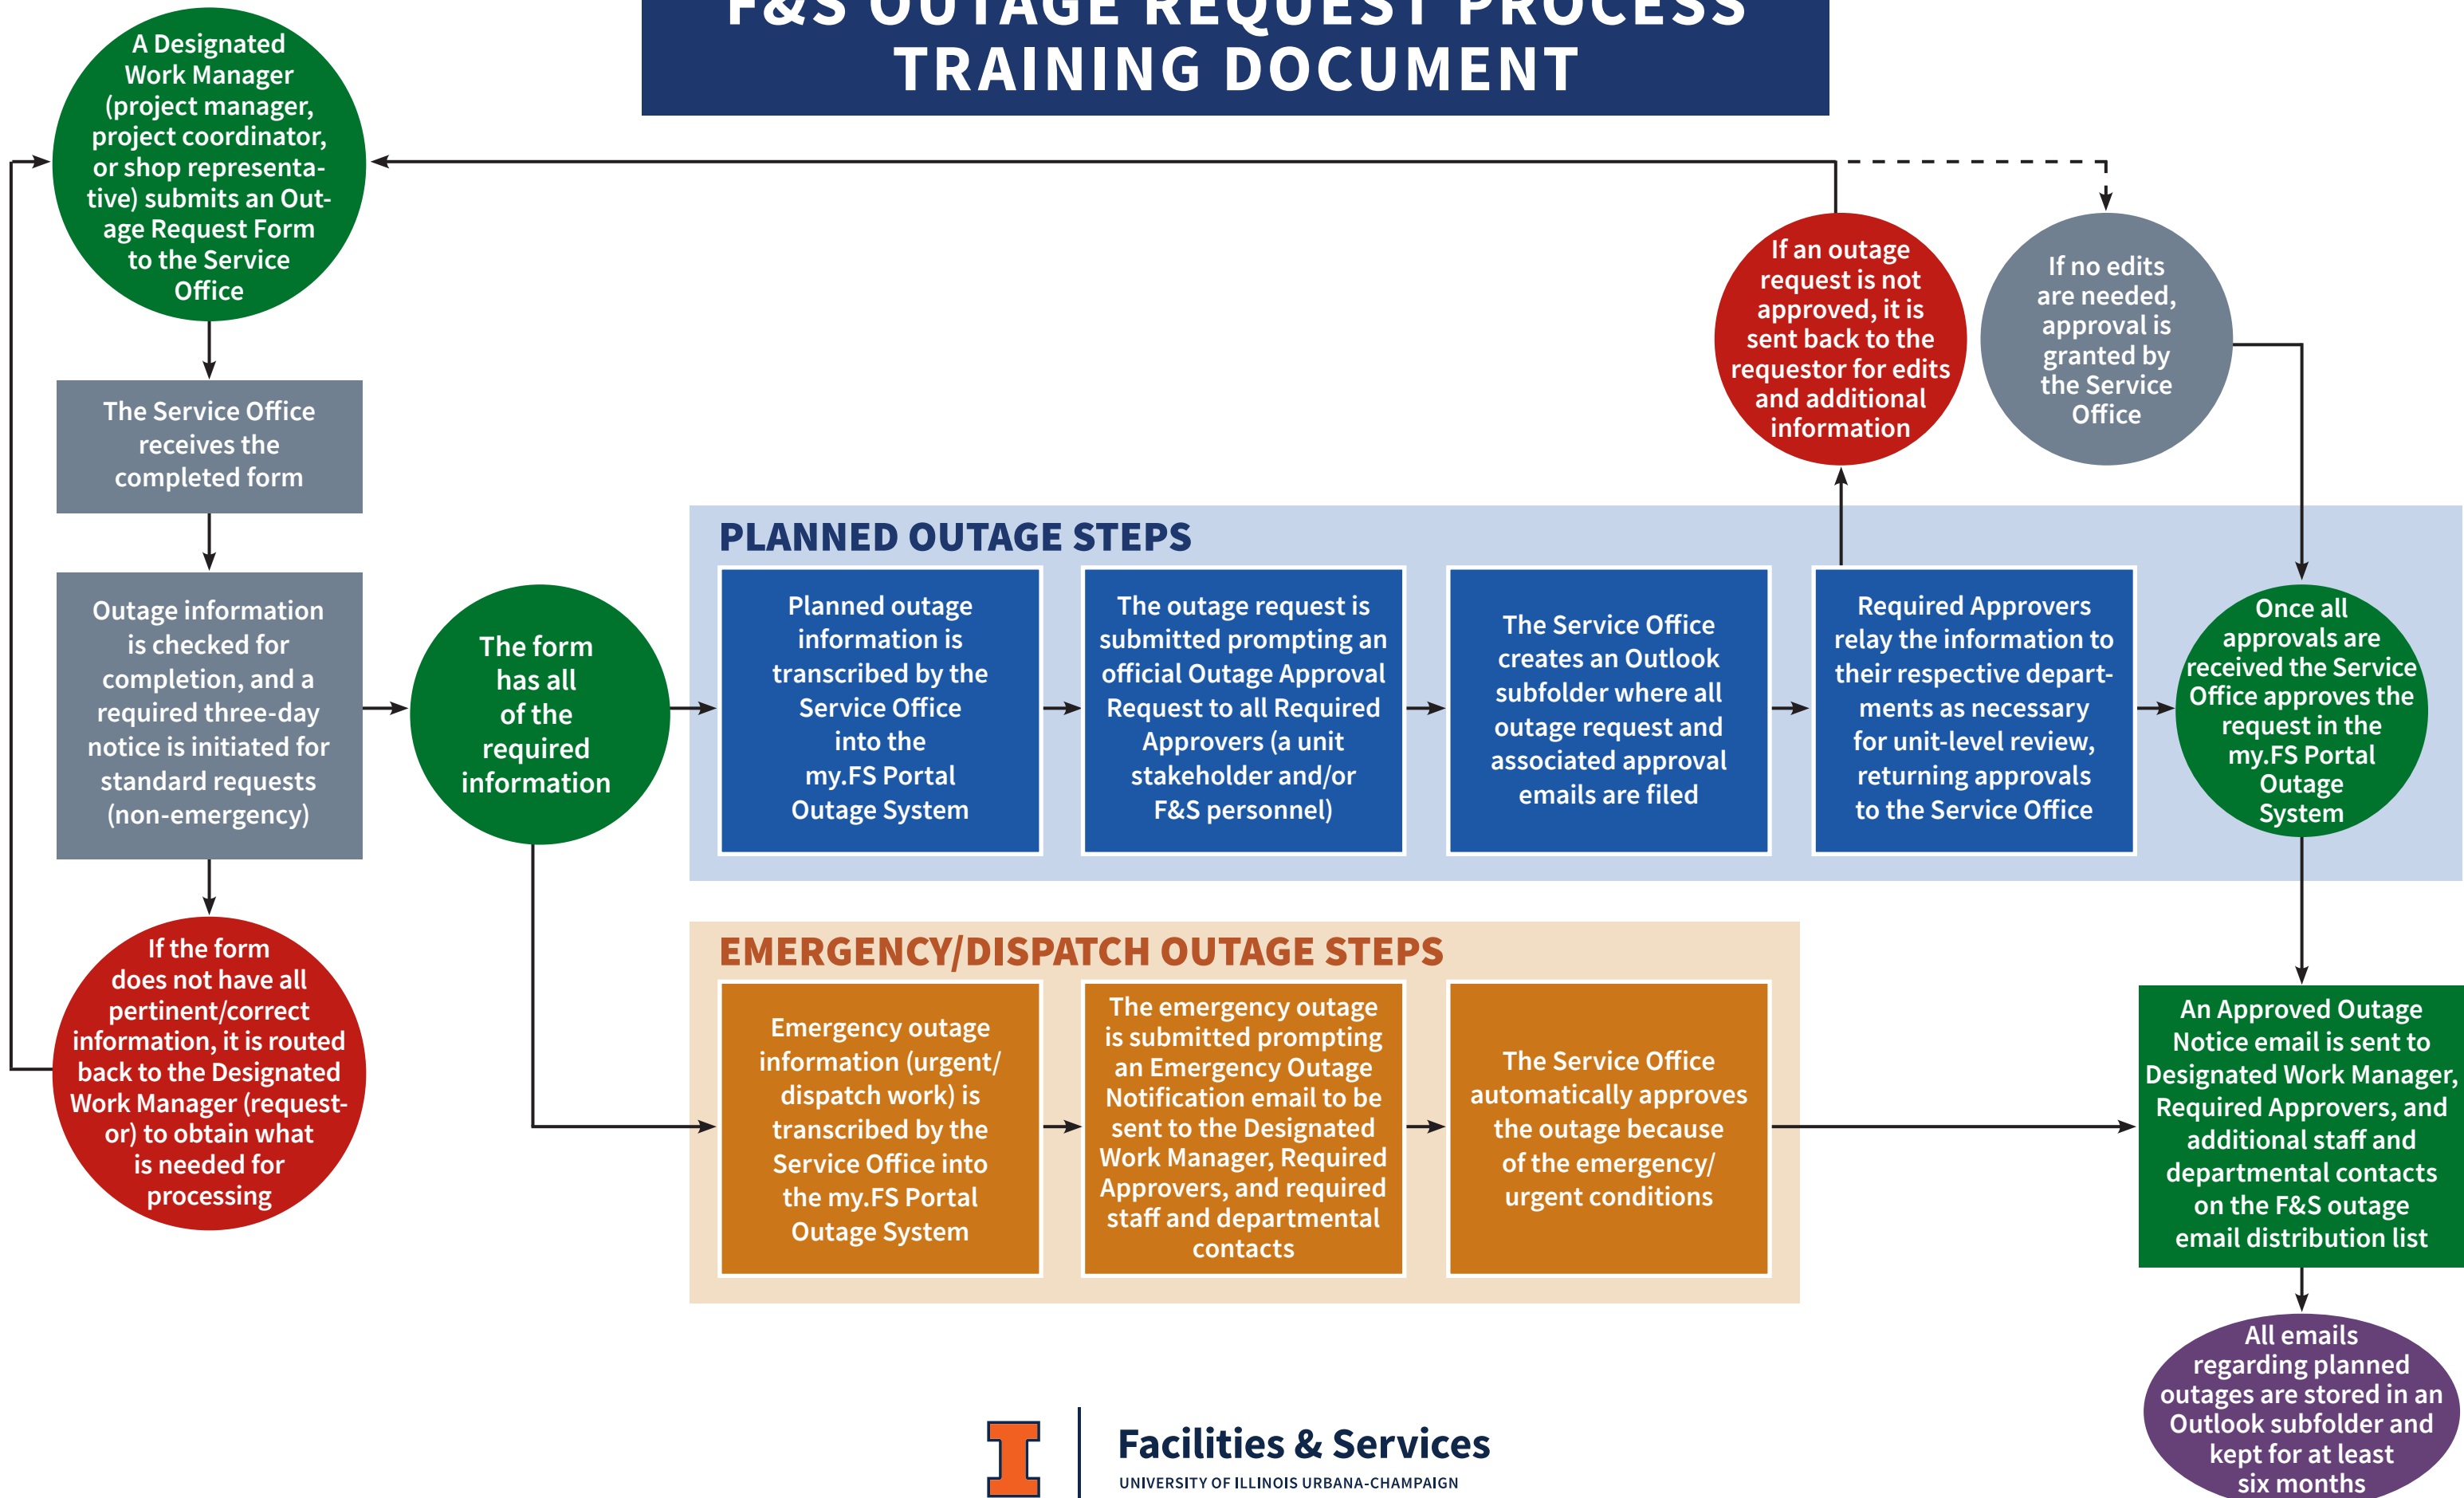 F&S OUTAGE REQUEST PROCESS
TRAINING DOCUMENT
A Designated
Work Manager
(project manager,
project coordinator,
or shop representa-
tive) submits an Out-
age Request Form
to the Service
Office
The Service Office
receives the
completed form
Outage information
is checked for
completion, and a
required three-day
notice is initiated for
standard requests
(non-emergency)
If the form
does not have all
pertinent/correct
information, it is routed
back to the Designated
Work Manager (request-
or) to obtain what
is needed for
processing
The form
has all
of the
required
information
If an outage
request is not
approved, it is
sent back to the
requestor for edits
and additional
information
If no edits
are needed,
approval is
granted by
the Service
Office
PLANNED OUTAGE STEPS
Planned outage
information is
transcribed by the
Service Office
into the
my.FS Portal
Outage System
The outage request is
submitted prompting an
official Outage Approval
Request to all Required
Approvers (a unit
stakeholder and/or
F&S personnel)
The Service Office
creates an Outlook
subfolder where all
outage request and
associated approval
emails are filed
Required Approvers
relay the information to
their respective depart-
ments as necessary
for unit-level review,
returning approvals
to the Service Office
Once all
approvals are
received the Service
Office approves the
request in the
my.FS Portal
Outage
System
EMERGENCY/DISPATCH OUTAGE STEPS
Emergency outage
information (urgent/
dispatch work) is
transcribed by the
Service Office into
the my.FS Portal
Outage System
The emergency outage
is submitted prompting
an Emergency Outage
Notification email to be
sent to the Designated
Work Manager, Required
Approvers, and required
staff and departmental
contacts
The Service Office
automatically approves
the outage because
of the emergency/
urgent conditions
An Approved Outage
Notice email is sent to
Designated Work Manager,
Required Approvers, and
additional staff and
departmental contacts
on the F&S outage
email distribution list
All emails
regarding planned
outages are stored in an
Outlook subfolder and
kept for at least
six months
Facilities & Services
UNIVERSITY OF ILLINOIS URBANA-CHAMPAIGN